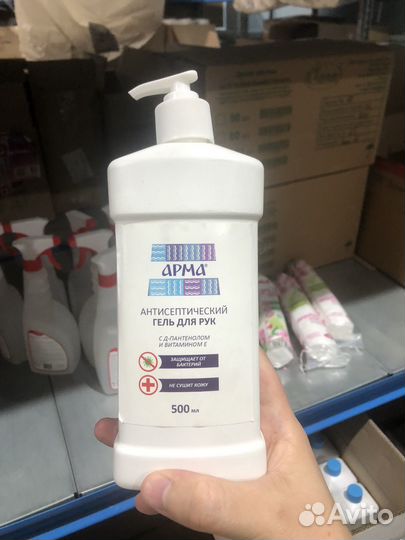 АРМА®
АНТИСЕПТИЧЕСКИЙ
ГЕЛЬ ДЛЯ РУК
С Д-ПАНТЕНОЛОМ
И ВИТАМИНОМ Е
ЗАЩИЩАЕТ ОТ
БАКТЕРИЙ
НЕ СУШИТ КОЖУ
500 мл
Avito